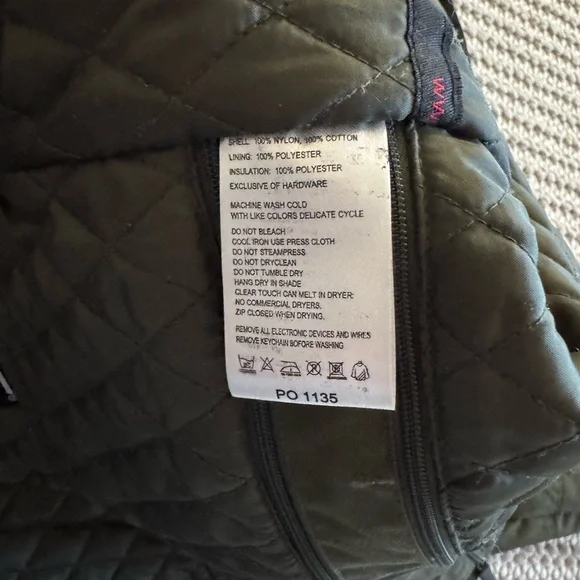 SHELL: 100% NYLON, 100% COTTON
LINING: 100% POLYESTER
INSULATION: 100% POLYESTER
EXCLUSIVE OF HARDWARE
MACHINE WASH COLD
WITH LIKE COLORS DELICATE CYCLE
DO NOT BLEACH
COOL IRON USE PRESS CLOTH
DO NOT STEAMPRESS
DO NOT DRYCLEAN
DO NOT TUMBLE DRY
HANG DRY IN SHADE
CLEAR TOUCH CAN MELT IN DRYER:
NO COMMERCIAL DRYERS.
ZIP CLOSED WHEN DRYING.
REMOVE ALL ELECTRONIC DEVICES AND WIRES
REMOVE KEYCHAIN BOFORE WASHING
PO 1135